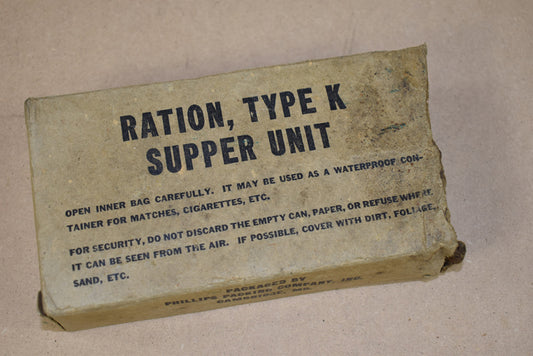 RATION, TYPE K
SUPPER UNIT
OPEN INNER BAG CAREFULLY. IT MAY BE USED AS A WATERPROOF CON-
TAINER FOR MATCHES, CIGARETTES, ETC.
FOR SECURITY, DO NOT DISCARD THE EMPTY CAN, PAPER, OR REFUSE WHERE
IT CAN BE SEEN FROM THE AIR. IF POSSIBLE, COVER WITH DIRT, FOLIAGE,
SAND, ETC.
PACKAGED BY
PHILLIPS PACKING COMPANY, INC.
CAMBRIDGE, MD.